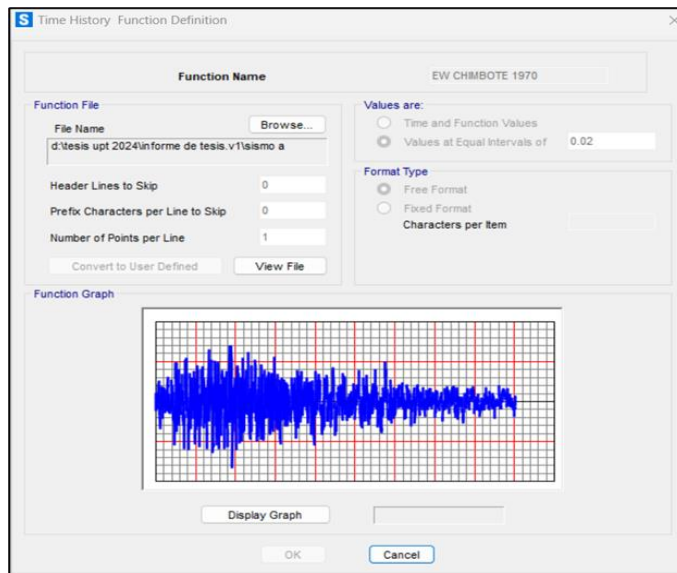 S Time History Function Definition
Function Name EW CHIMBOTE 1970
Function File
File Name Browse...
d:\tesis upt 2024\informe de tesis.v1\sismo a
Header Lines to Skip 0
Prefix Characters per Line to Skip 0
Number of Points per Line 1
Convert to User Defined View File
Values are:
Time and Function Values
Values at Equal Intervals of 0.02
Format Type
Free Format
Fixed Format
Characters per Item
Function Graph
Display Graph
OK Cancel